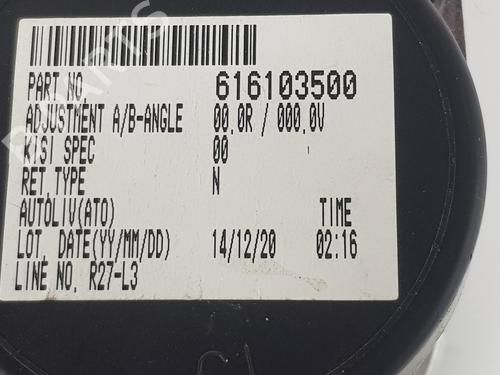 PART NO. 616103500
ADJUSTMENT A/B-ANGLE 00.0R / 000.0V
KISI SPEC 00
RET.TYPE N
AUTOLIV(ATO) TIME
LOT. DATE(YY/MM/DD) 14/12/20 02:16
LINE NO. R27-L3